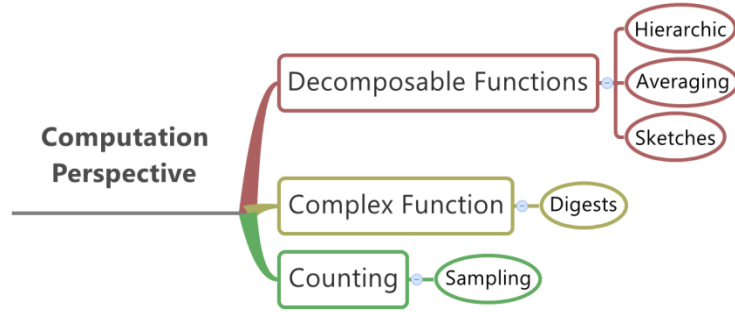 Computation
Perspective
Decomposable Functions
Hierarchic
Averaging
Sketches
Complex Function
Digests
Counting
Sampling